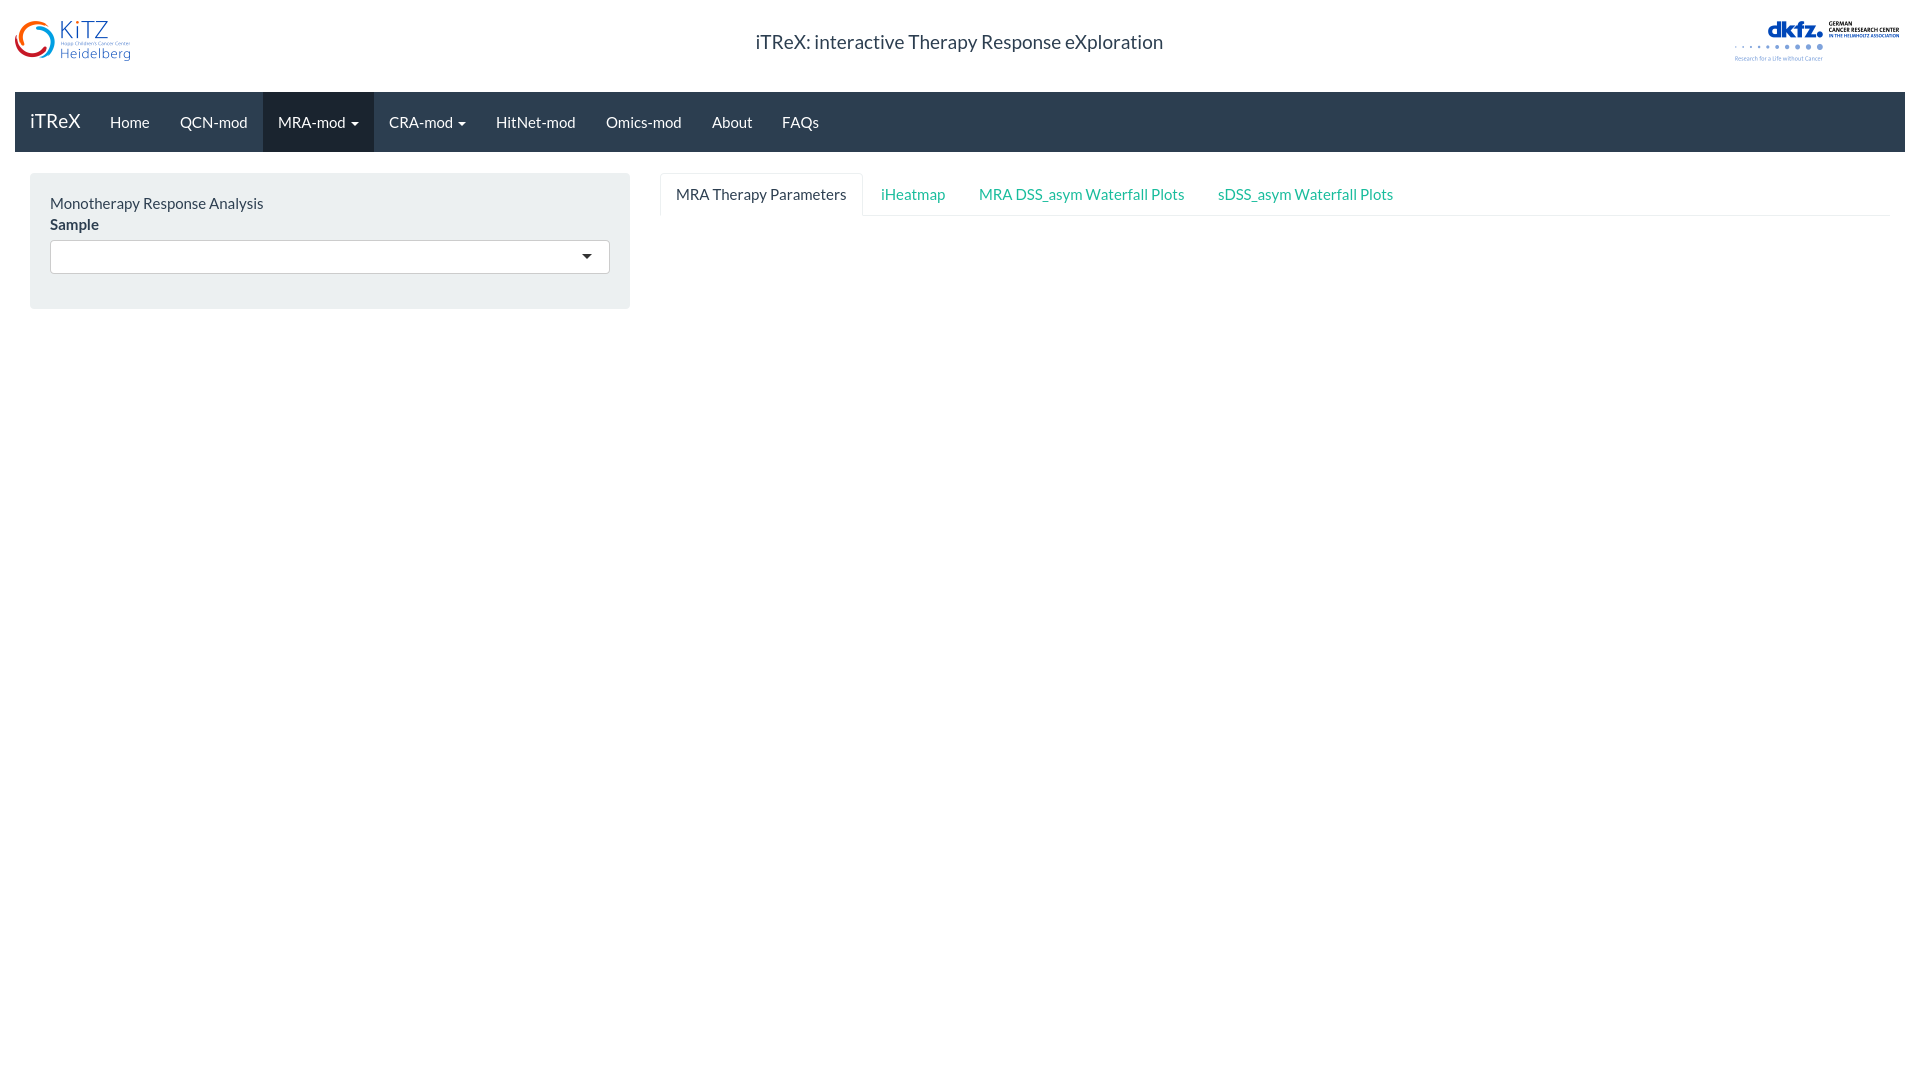 KiTZ
Hopp Children's Cancer Center
Heidelberg
iTReX: interactive Therapy Response eXploration
dkfz.
GERMAN
CANCER RESEARCH CENTER
IN THE HELMHOLTZ ASSOCIATION
Research for a Life without Cancer
iTReX Home QCN-mod MRA-mod CRA-mod HitNet-mod Omics-mod About FAQs
Monotherapy Response Analysis
Sample
MRA Therapy Parameters iHeatmap MRA DSS_asym Waterfall Plots sDSS_asym Waterfall Plots